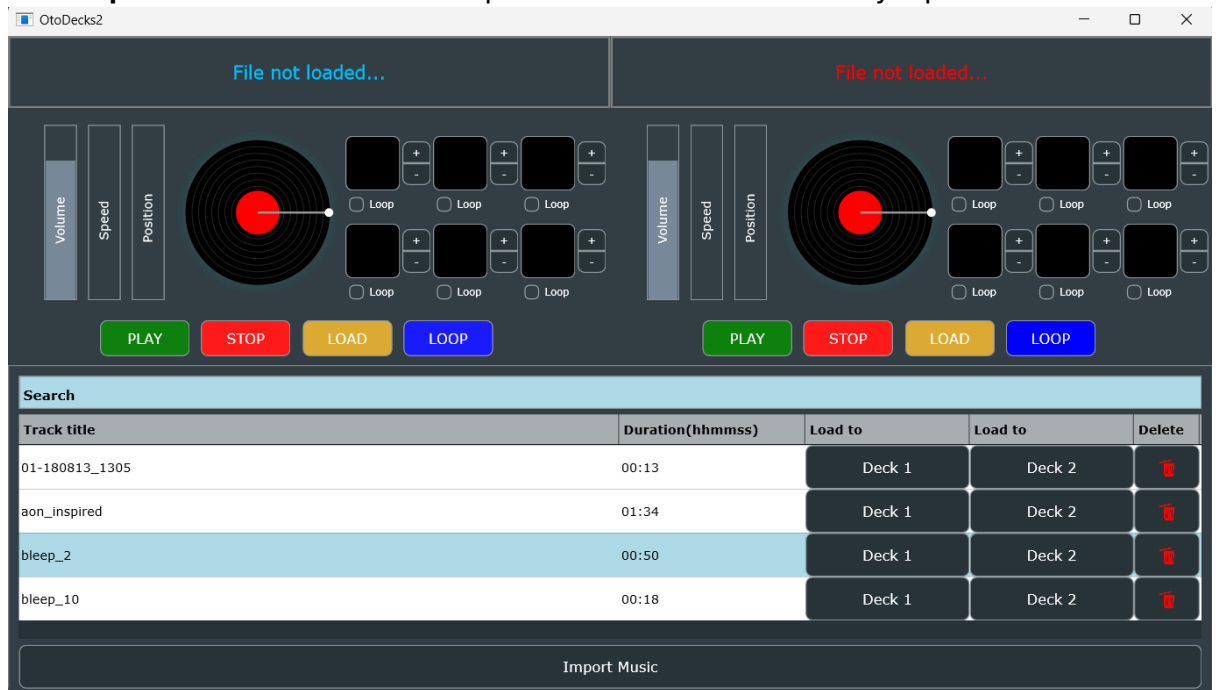 OtoDecks2
File not loaded... File not loaded...
Volume Speed Position + + + Volume Speed Position + + +
- - - - - -
Loop Loop Loop Loop Loop Loop
+ + + + + +
- - - - - -
Loop Loop Loop Loop Loop Loop
PLAY STOP LOAD LOOP PLAY STOP LOAD LOOP
Search
Track title Duration(hhmmss) Load to Load to Delete
01-180813_1305 00:13 Deck 1 Deck 2
aon_inspired 01:34 Deck 1 Deck 2
bleep_2 00:50 Deck 1 Deck 2
bleep_10 00:18 Deck 1 Deck 2
Import Music